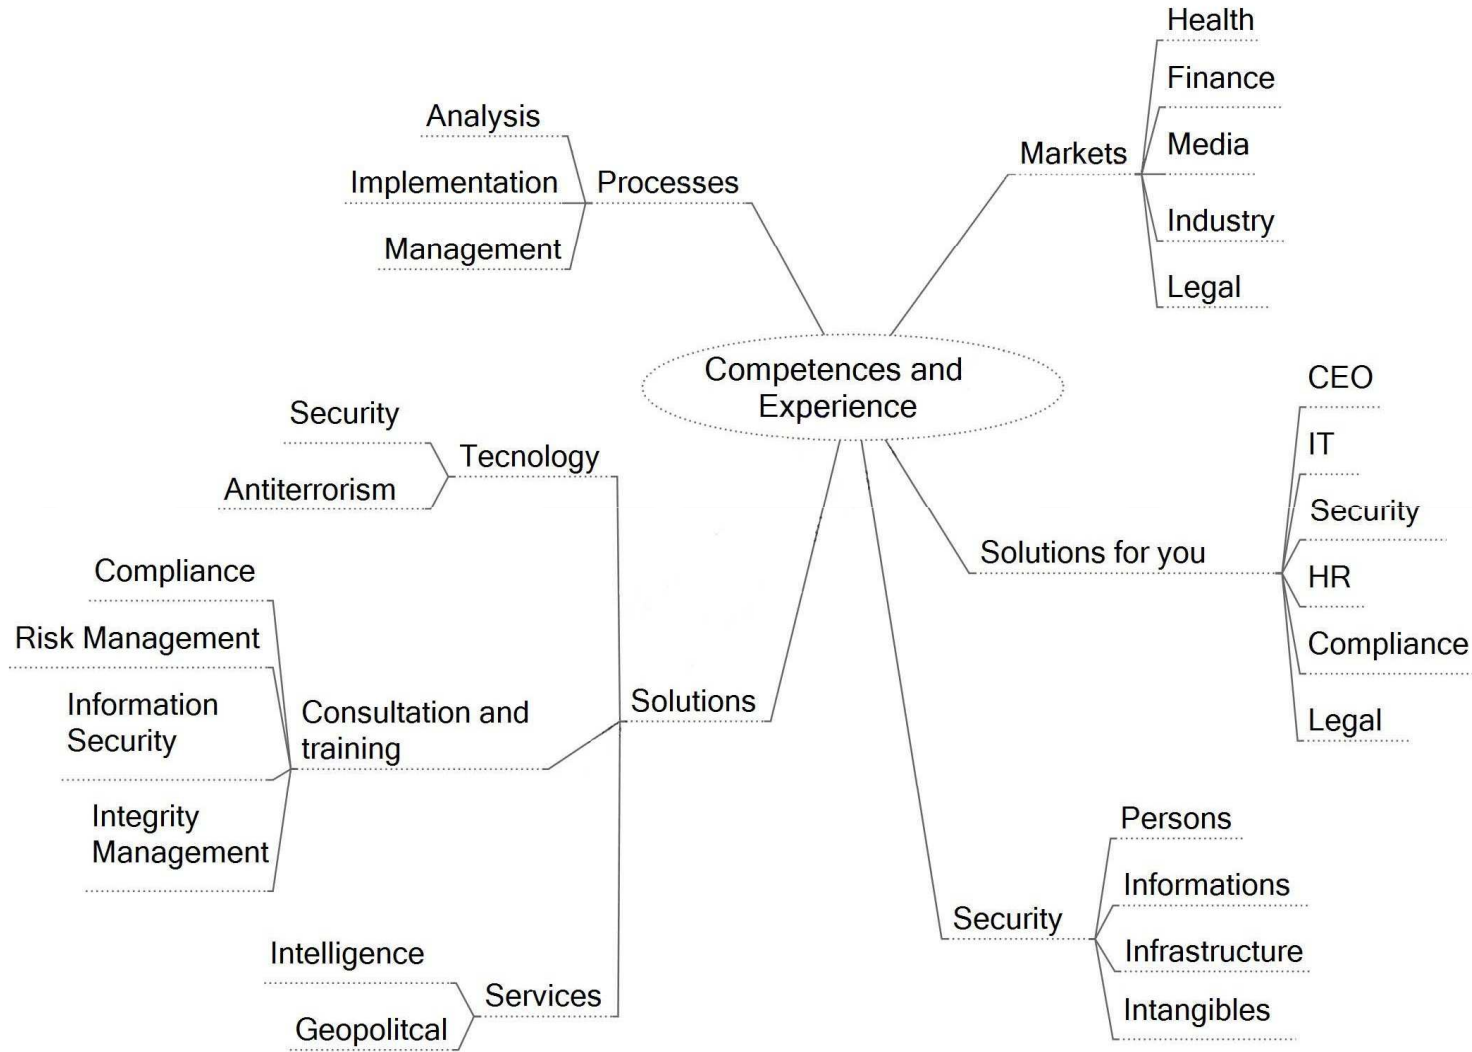 Health
Finance
Media
Industry
Legal
Markets
Analysis
Implementation
Management
Processes
Competences and
Experience
CEO
IT
Security
HR
Compliance
Legal
Solutions for you
Security
Antiterrorism
Tecnology
Compliance
Risk Management
Information
Security
Integrity
Management
Consultation and
training
Solutions
Intelligence
Geopolitcal
Services
Persons
Informations
Infrastructure
Intangibles
Security